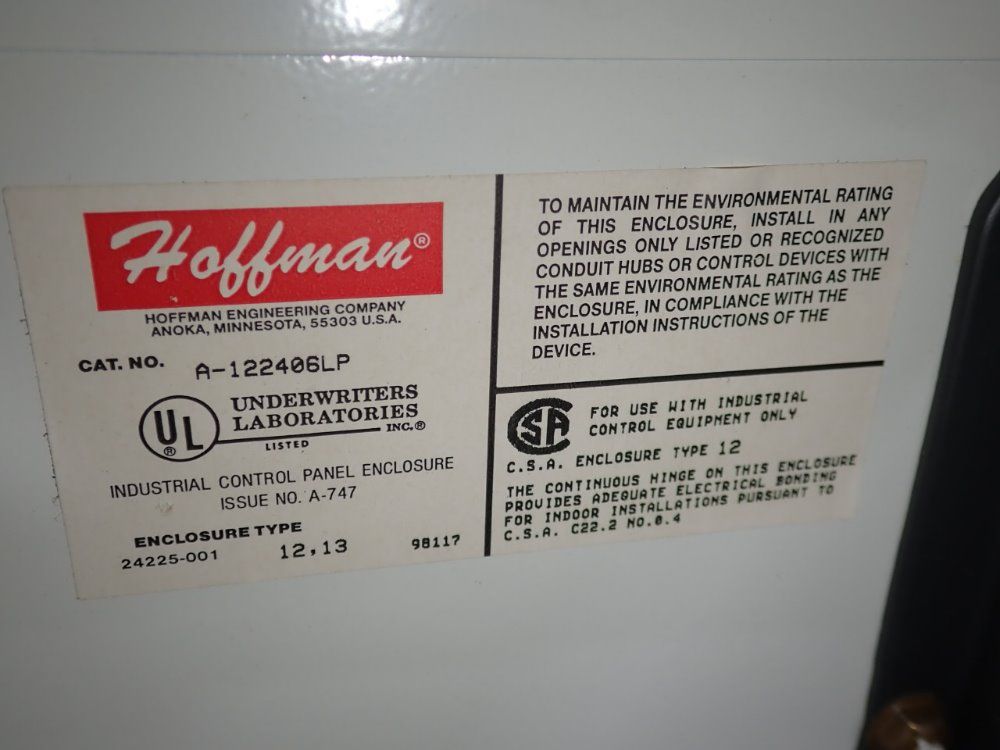 Hoffman®
HOFFMAN ENGINEERING COMPANY
ANOKA, MINNESOTA, 55303 U.S.A.
CAT. NO. A-122406LP
UL®
UNDERWRITERS
LABORATORIES
INC.®
LISTED
INDUSTRIAL CONTROL PANEL ENCLOSURE
ISSUE NO. A-747
ENCLOSURE TYPE
24225-001 12,13 98117
TO MAINTAIN THE ENVIRONMENTAL RATING
OF THIS ENCLOSURE, INSTALL IN ANY
OPENINGS ONLY LISTED OR RECOGNIZED
CONDUIT HUBS OR CONTROL DEVICES WITH
THE SAME ENVIRONMENTAL RATING AS THE
ENCLOSURE, IN COMPLIANCE WITH THE
INSTALLATION INSTRUCTIONS OF THE
DEVICE.
CSA
FOR USE WITH INDUSTRIAL
CONTROL EQUIPMENT ONLY
C.S.A. ENCLOSURE TYPE 12
THE CONTINUOUS HINGE ON THIS ENCLOSURE
PROVIDES ADEQUATE ELECTRICAL BONDING
FOR INDOOR INSTALLATIONS PURSUANT TO
C.S.A. C22.2 NO.0.4